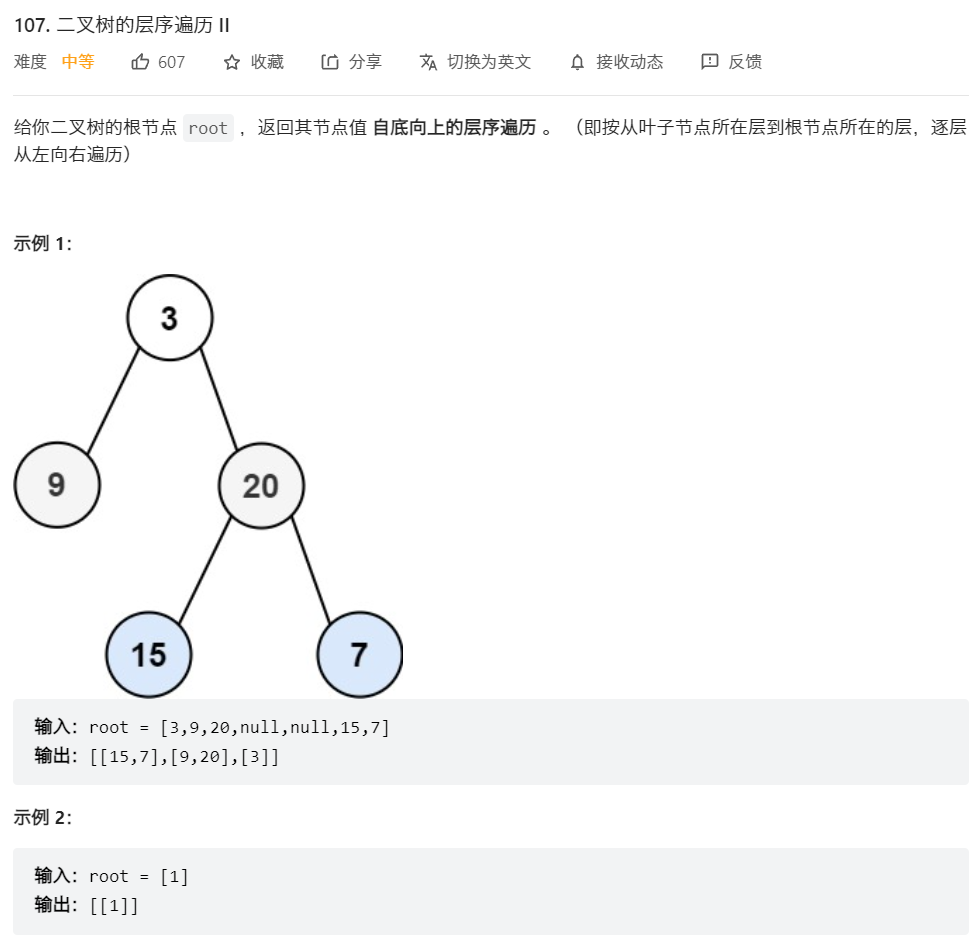 107. 二叉树的层序遍历 II
难度 中等 607 收藏 分享 切换为英文 接收动态 反馈
给你二叉树的根节点 root ，返回其节点值 自底向上的层序遍历 。 （即按从叶子节点所在层到根节点所在的层，逐层
从左向右遍历）
示例 1：
3
9
20
15
7
输入：root = [3,9,20,null,null,15,7]
输出：[[15,7],[9,20],[3]]
示例 2：
输入：root = [1]
输出：[[1]]